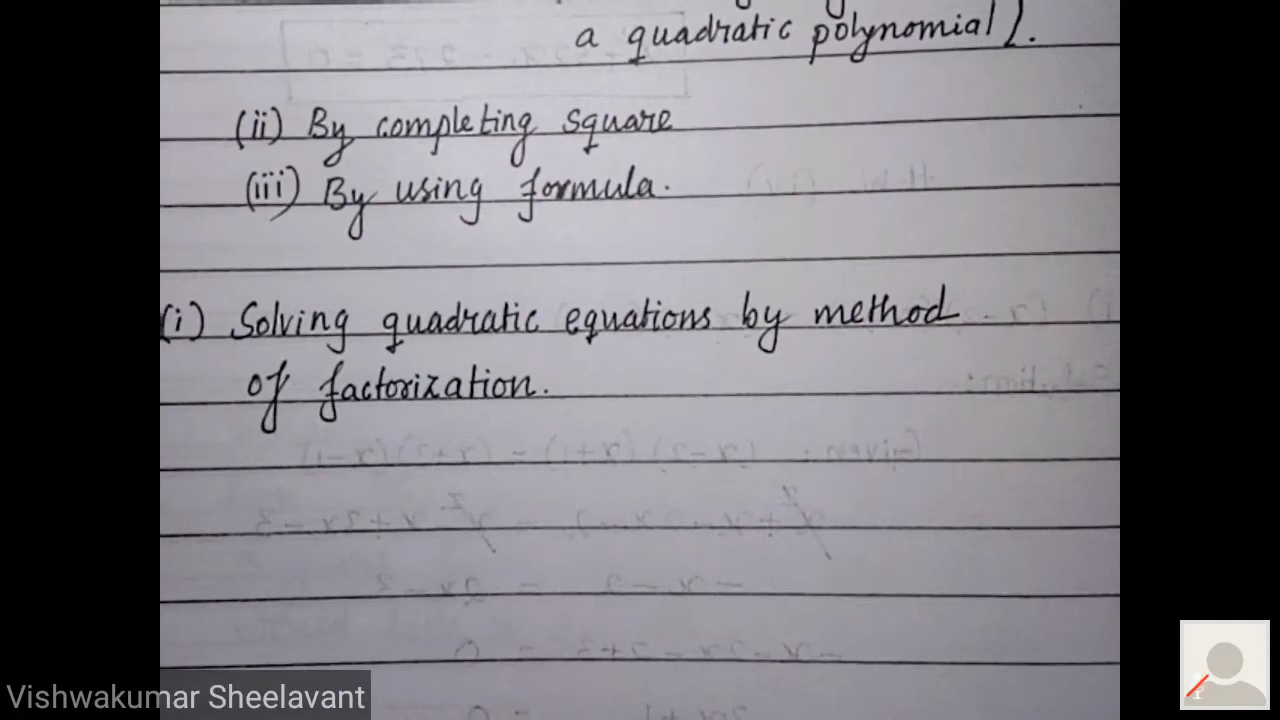 a quadratic polynomial).
(ii) By completing square
(iii) By using formula.
(i) Solving quadratic equations by method
of factorization.
Vishwakumar Sheelavant